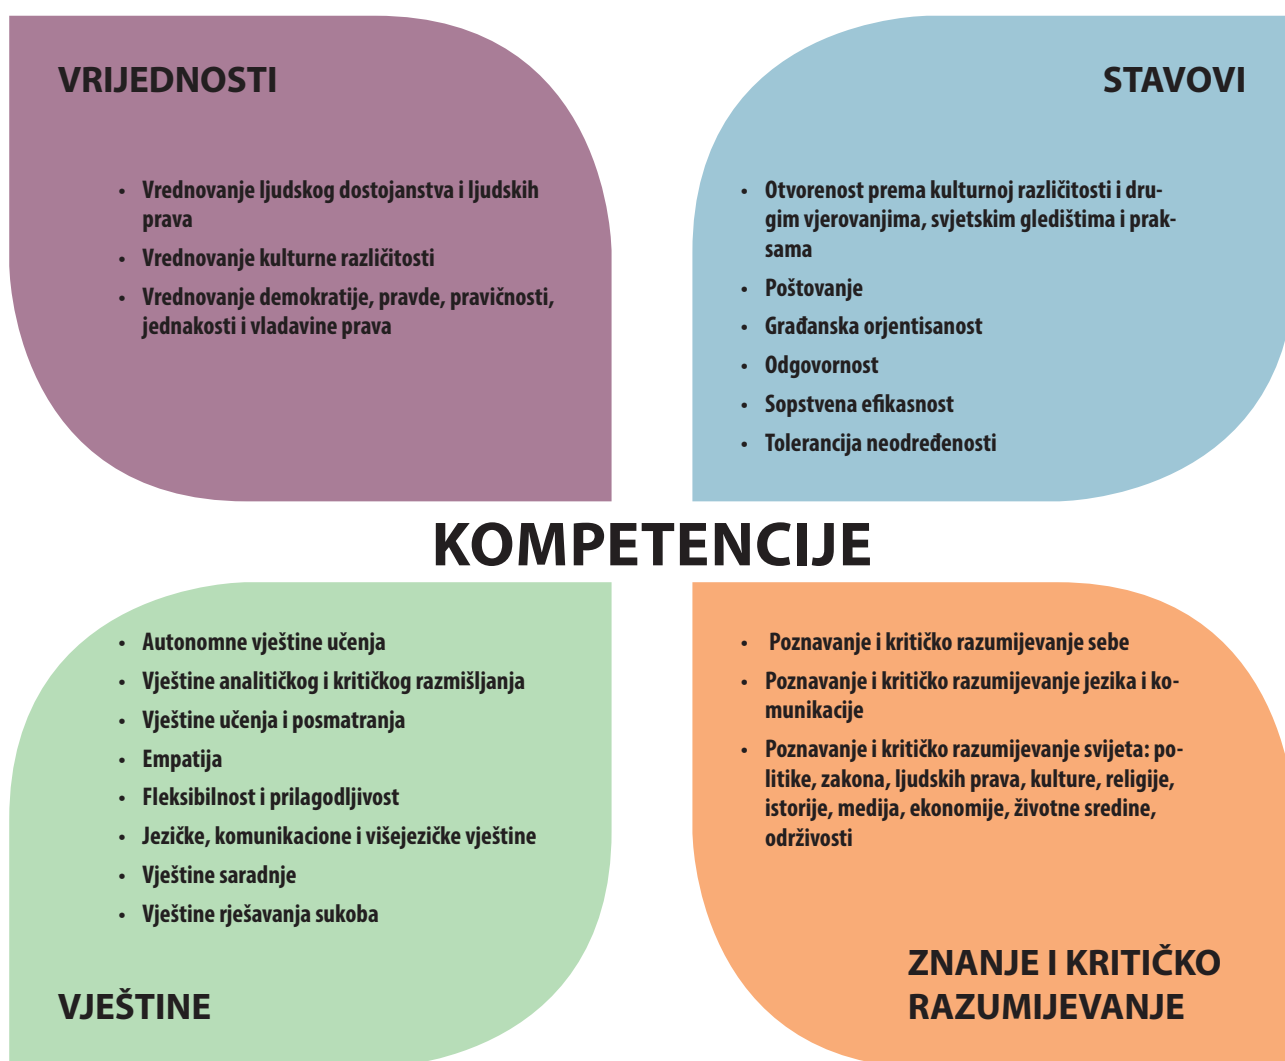 VRIJEDNOSTI
• Vrednovanje ljudskog dostojanstva i ljudskih
prava
• Vrednovanje kulturne različitosti
• Vrednovanje demokratije, pravde, pravičnosti,
jednakosti i vladavine prava
STAVOVI
• Otvorenost prema kulturnoj različitosti i dru-
gim vjerovanjima, svjetskim gledištima i prak-
sama
• Poštovanje
• Građanska orjentisanost
• Odgovornost
• Sopstvena efikasnost
• Tolerancija neodređenosti
KOMPETENCIJE
• Autonomne vještine učenja
• Vještine analitičkog i kritičkog razmišljanja
• Vještine učenja i posmatranja
• Empatija
• Fleksibilnost i prilagodljivost
• Jezičke, komunikacione i višejezičke vještine
• Vještine saradnje
• Vještine rješavanja sukoba
VJEŠTINE
• Poznavanje i kritičko razumijevanje sebe
• Poznavanje i kritičko razumijevanje jezika i ko-
munikacije
• Poznavanje i kritičko razumijevanje svijeta: po-
litike, zakona, ljudskih prava, kulture, religije,
istorije, medija, ekonomije, životne sredine,
održivosti
ZNANJE I KRITIČKO
RAZUMIJEVANJE